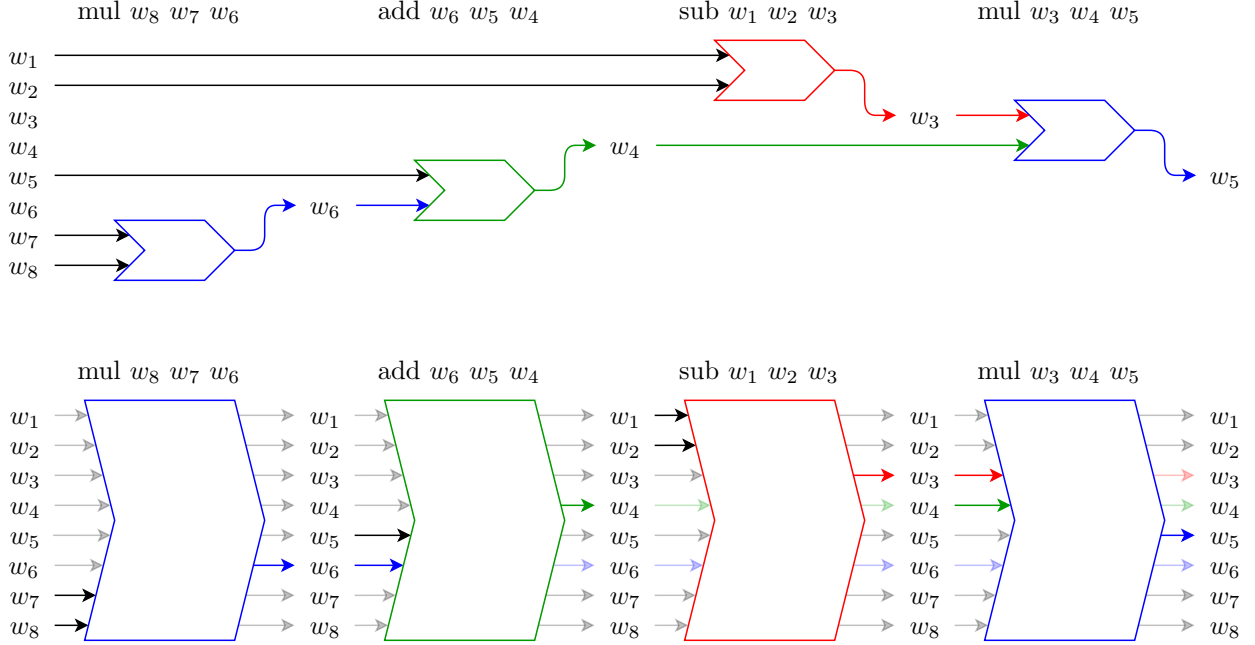 mul w₈ w₇ w₆ add w₆ w₅ w₄ sub w₁ w₂ w₃ mul w₃ w₄ w₅
w₁
w₂
w₃ w₃
w₄ w₄
w₅ w₅
w₆ w₆
w₇
w₈
mul w₈ w₇ w₆ add w₆ w₅ w₄ sub w₁ w₂ w₃ mul w₃ w₄ w₅
w₁ w₁ w₁ w₁ w₁
w₂ w₂ w₂ w₂ w₂
w₃ w₃ w₃ w₃ w₃
w₄ w₄ w₄ w₄ w₄
w₅ w₅ w₅ w₅ w₅
w₆ w₆ w₆ w₆ w₆
w₇ w₇ w₇ w₇ w₇
w₈ w₈ w₈ w₈ w₈